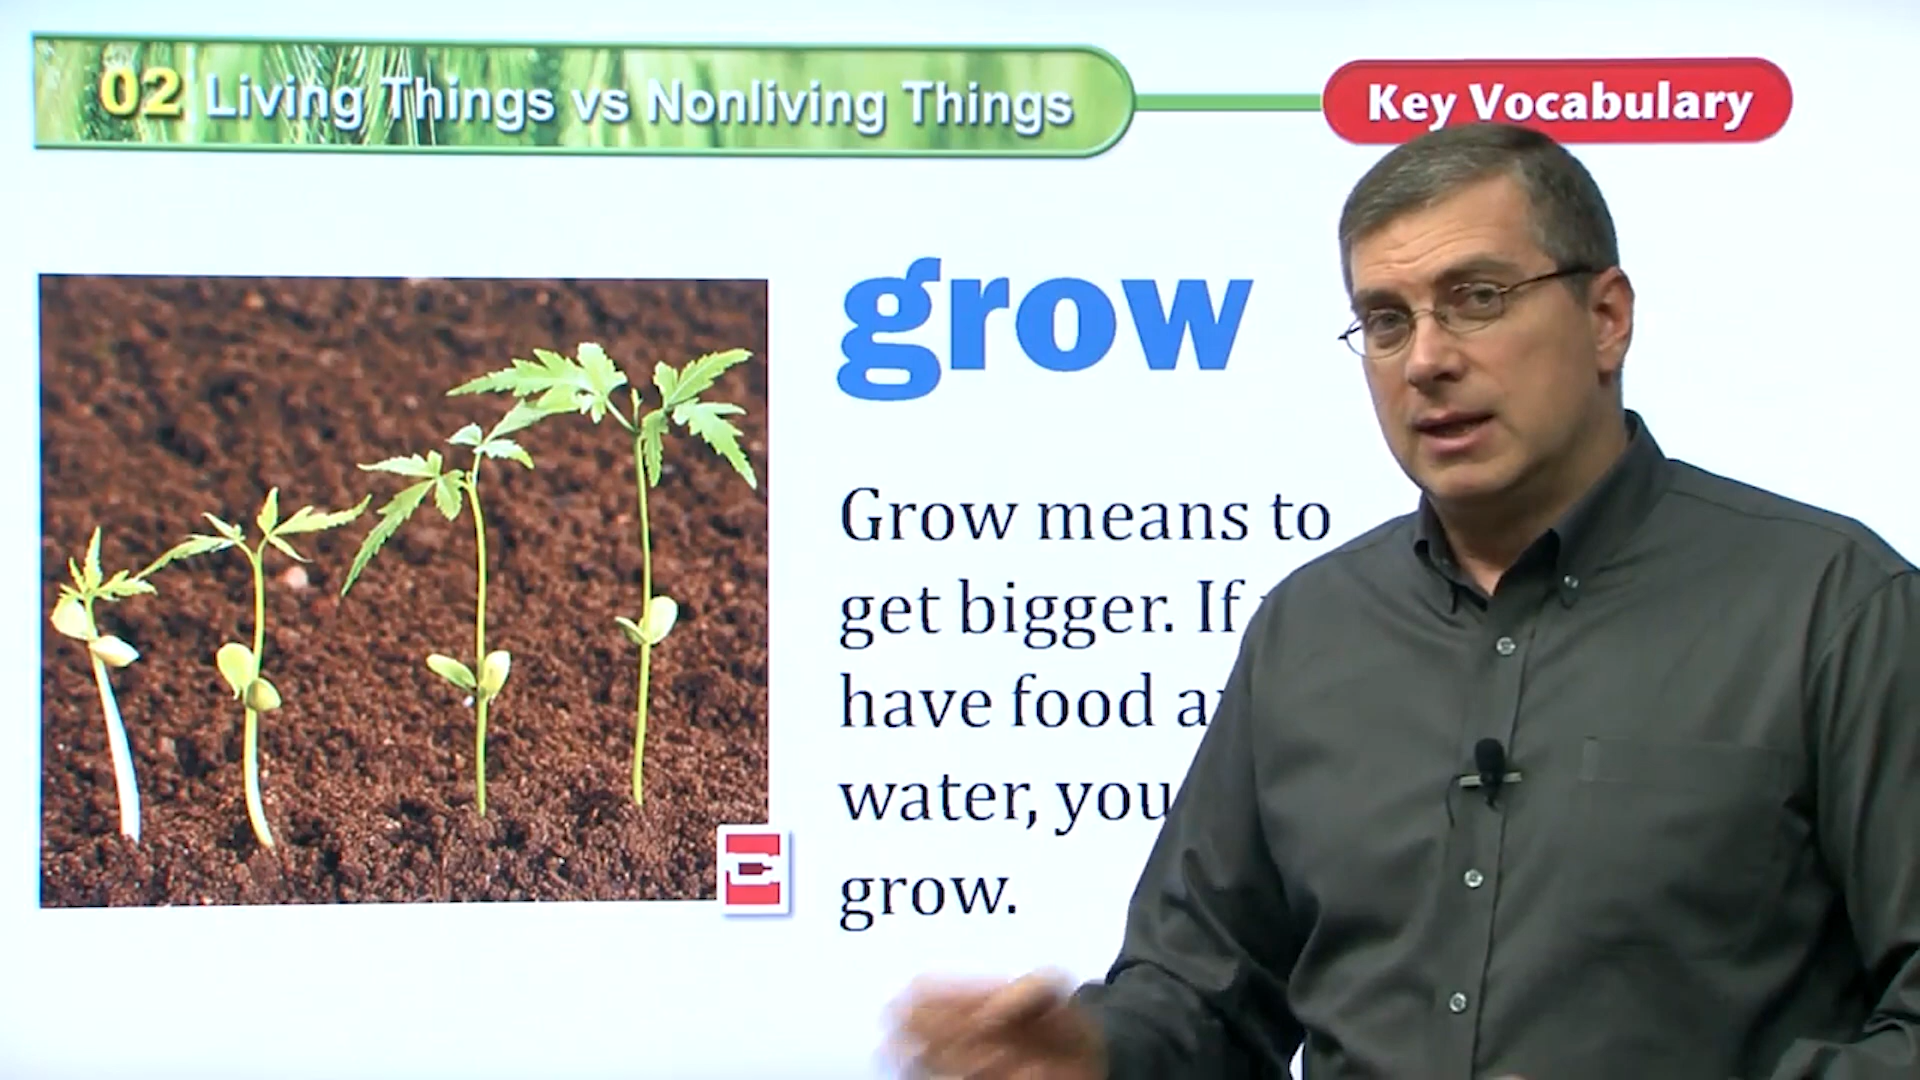 02 Living Things vs Nonliving Things
Key Vocabulary
grow
Grow means to
get bigger. If
have food
water, you
grow.